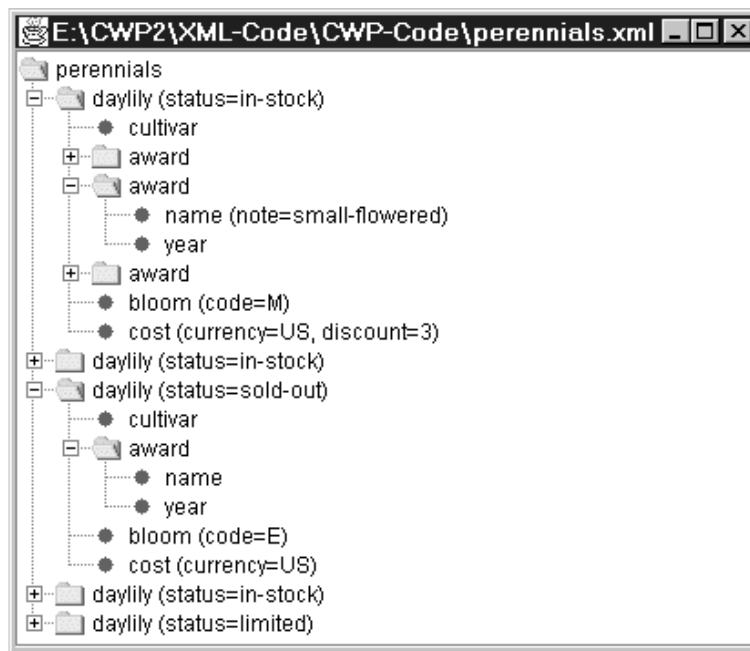 E:\CWP2\XML-Code\CWP-Code\perennials.xml
perennials
daylily (status=in-stock)
cultivar
award
award
name (note=small-flowered)
year
award
bloom (code=M)
cost (currency=US, discount=3)
daylily (status=in-stock)
daylily (status=sold-out)
cultivar
award
name
year
bloom (code=E)
cost (currency=US)
daylily (status=in-stock)
daylily (status=limited)